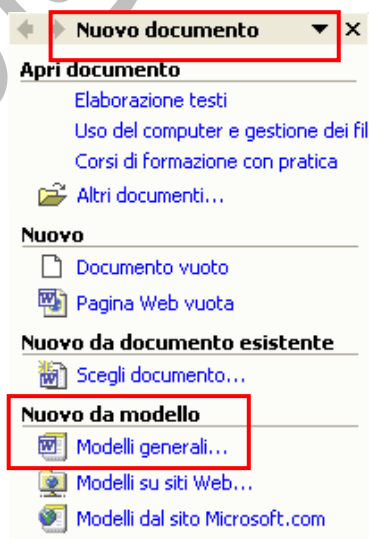 Nuovo documento
Apri documento
Elaborazione testi
Uso del computer e gestione dei fil
Corsi di formazione con pratica
Altri documenti...
Nuovo
Documento vuoto
Pagina Web vuota
Nuovo da documento esistente
Scegli documento...
Nuovo da modello
Modelli generali...
Modelli su siti Web...
Modelli dal sito Microsoft.com